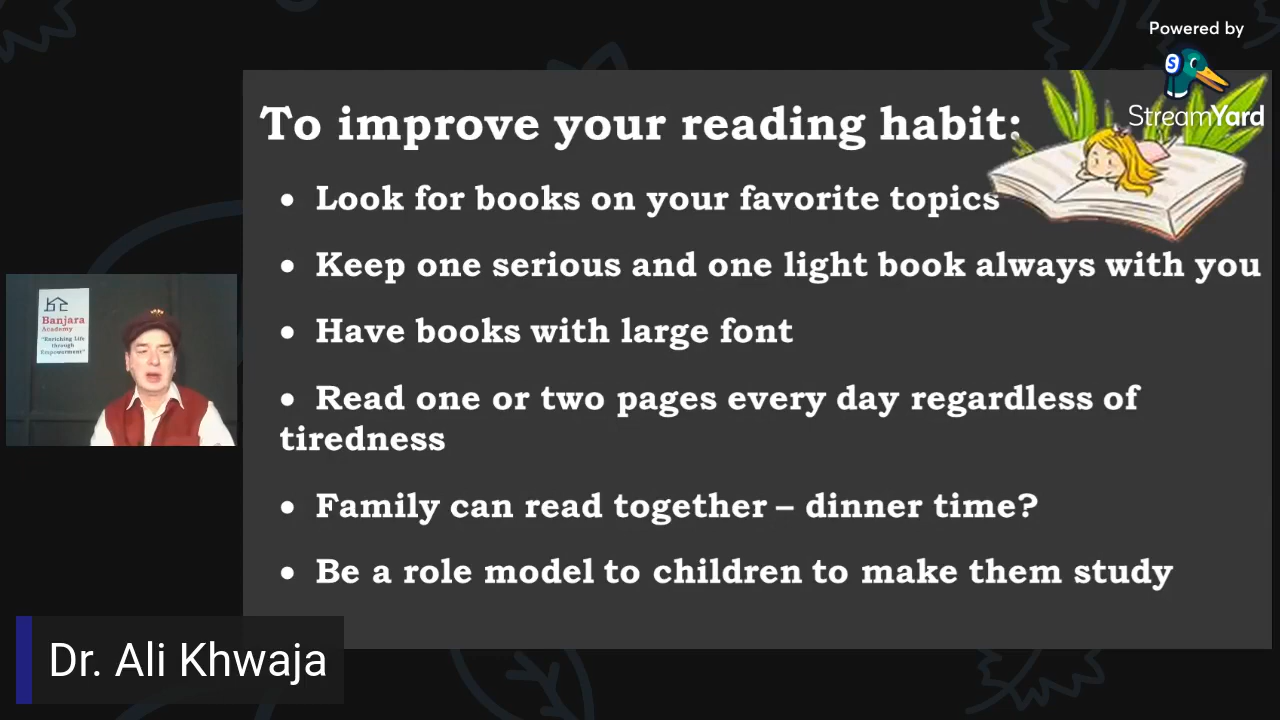 Powered by
StreamYard
To improve your reading habit:
• Look for books on your favorite topics
• Keep one serious and one light book always with you
• Have books with large font
• Read one or two pages every day regardless of
tiredness
• Family can read together – dinner time?
• Be a role model to children to make them study
Banjara
Academy
"Enriching Life
through
Empowerment"
Dr. Ali Khwaja